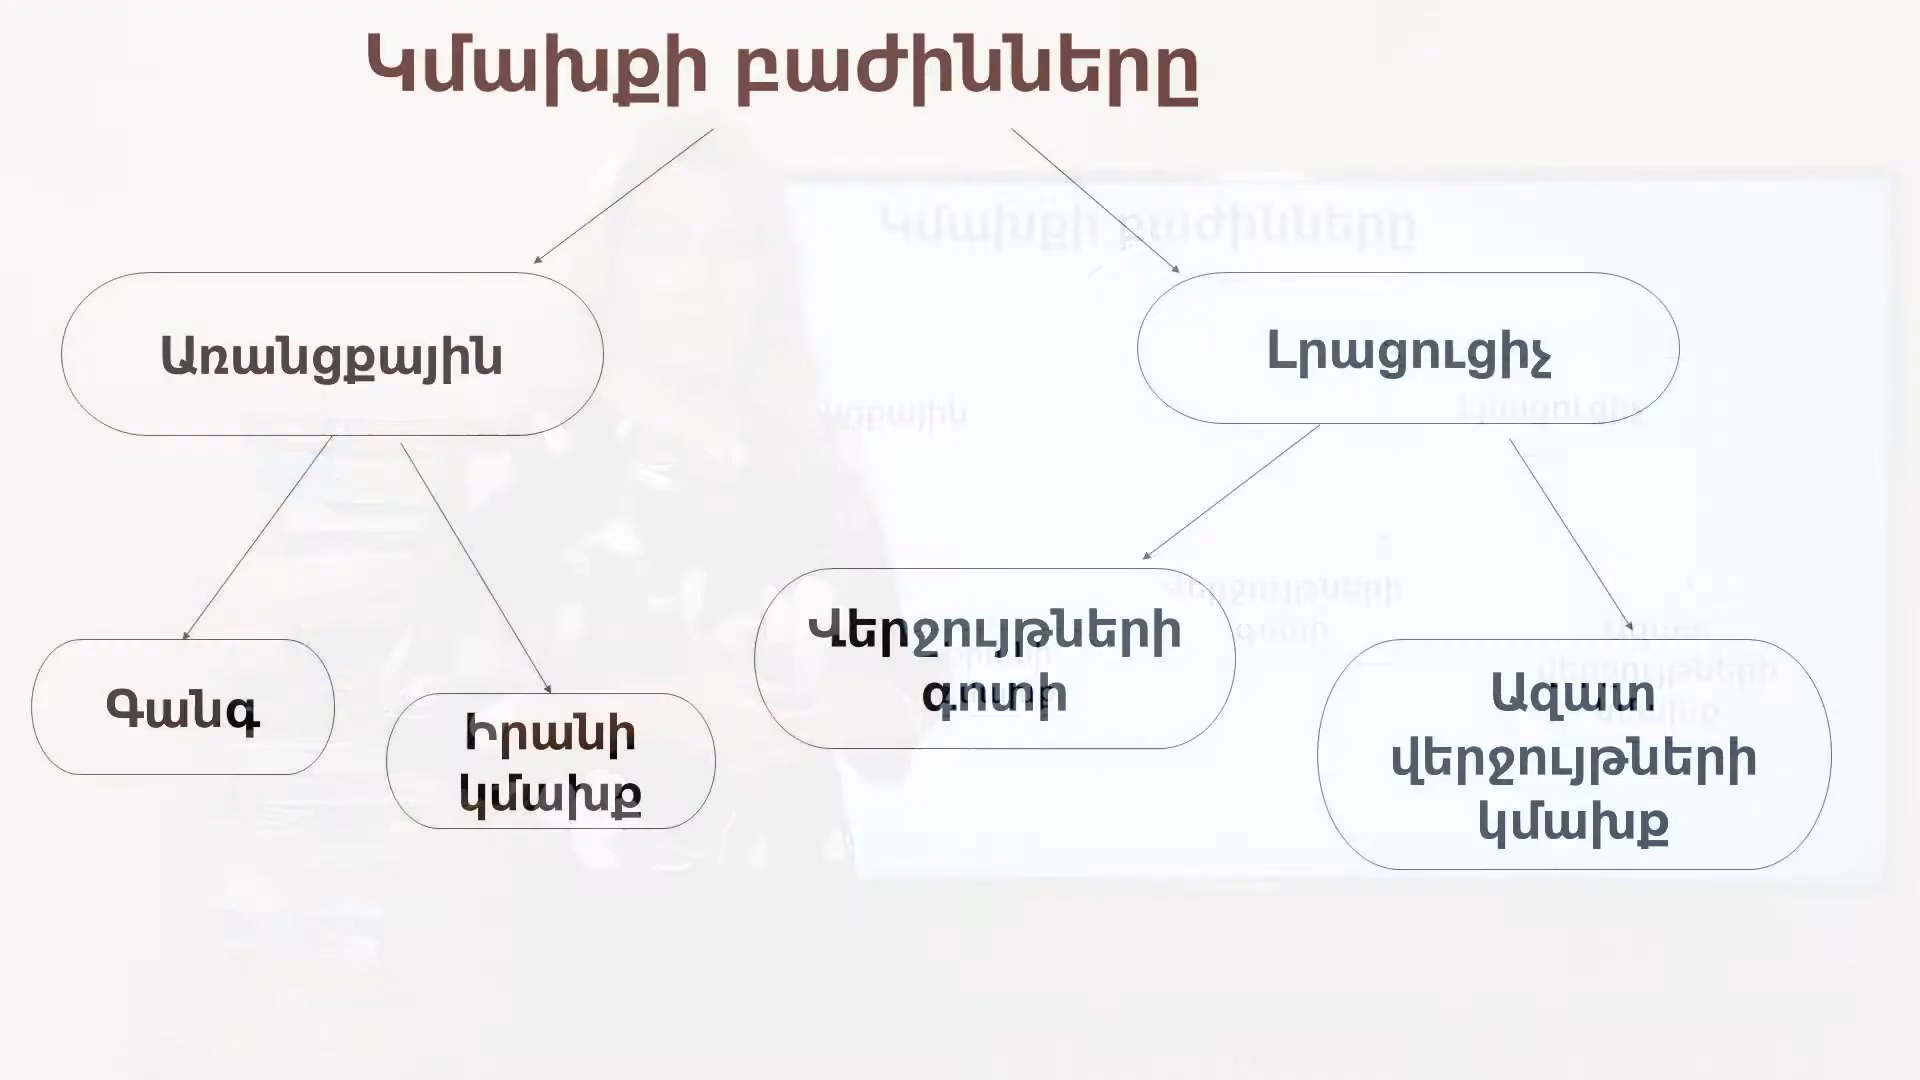 Կմախքի բաժինները
Առանցքային
Լրացուցիչ
Գանգ
Իրանի
կմախք
Վերջույթների
գոտի
Ազատ
վերջույթների
կմախք